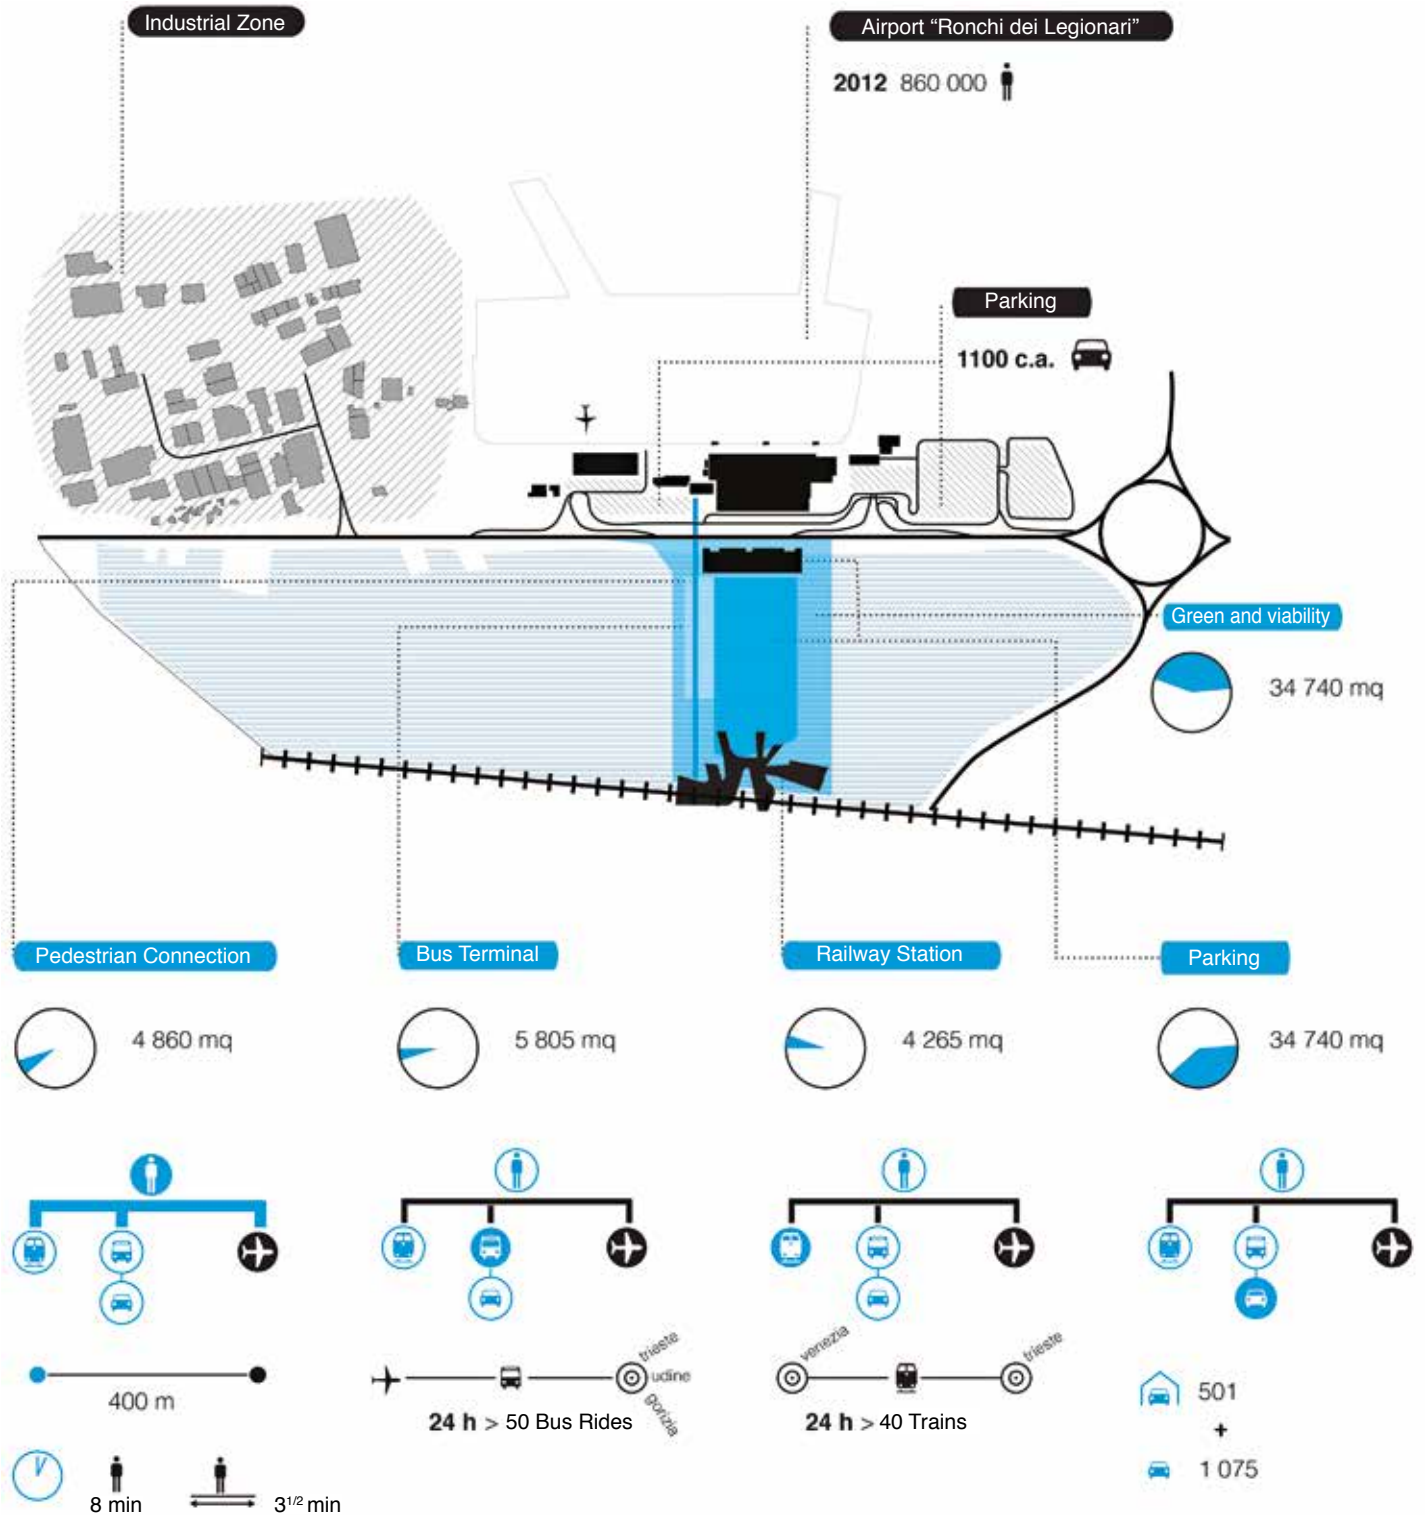 Industrial Zone
Airport “Ronchi dei Legionari”
2012 860 000
Parking
1100 c.a.
Green and viability
34 740 mq
Pedestrian Connection
Bus Terminal
Railway Station
Parking
4 860 mq
5 805 mq
4 265 mq
34 740 mq
400 m
8 min
3 1/2 min
trieste
udine
gorizia
24 h > 50 Bus Rides
venezia
trieste
24 h > 40 Trains
501
+
1 075